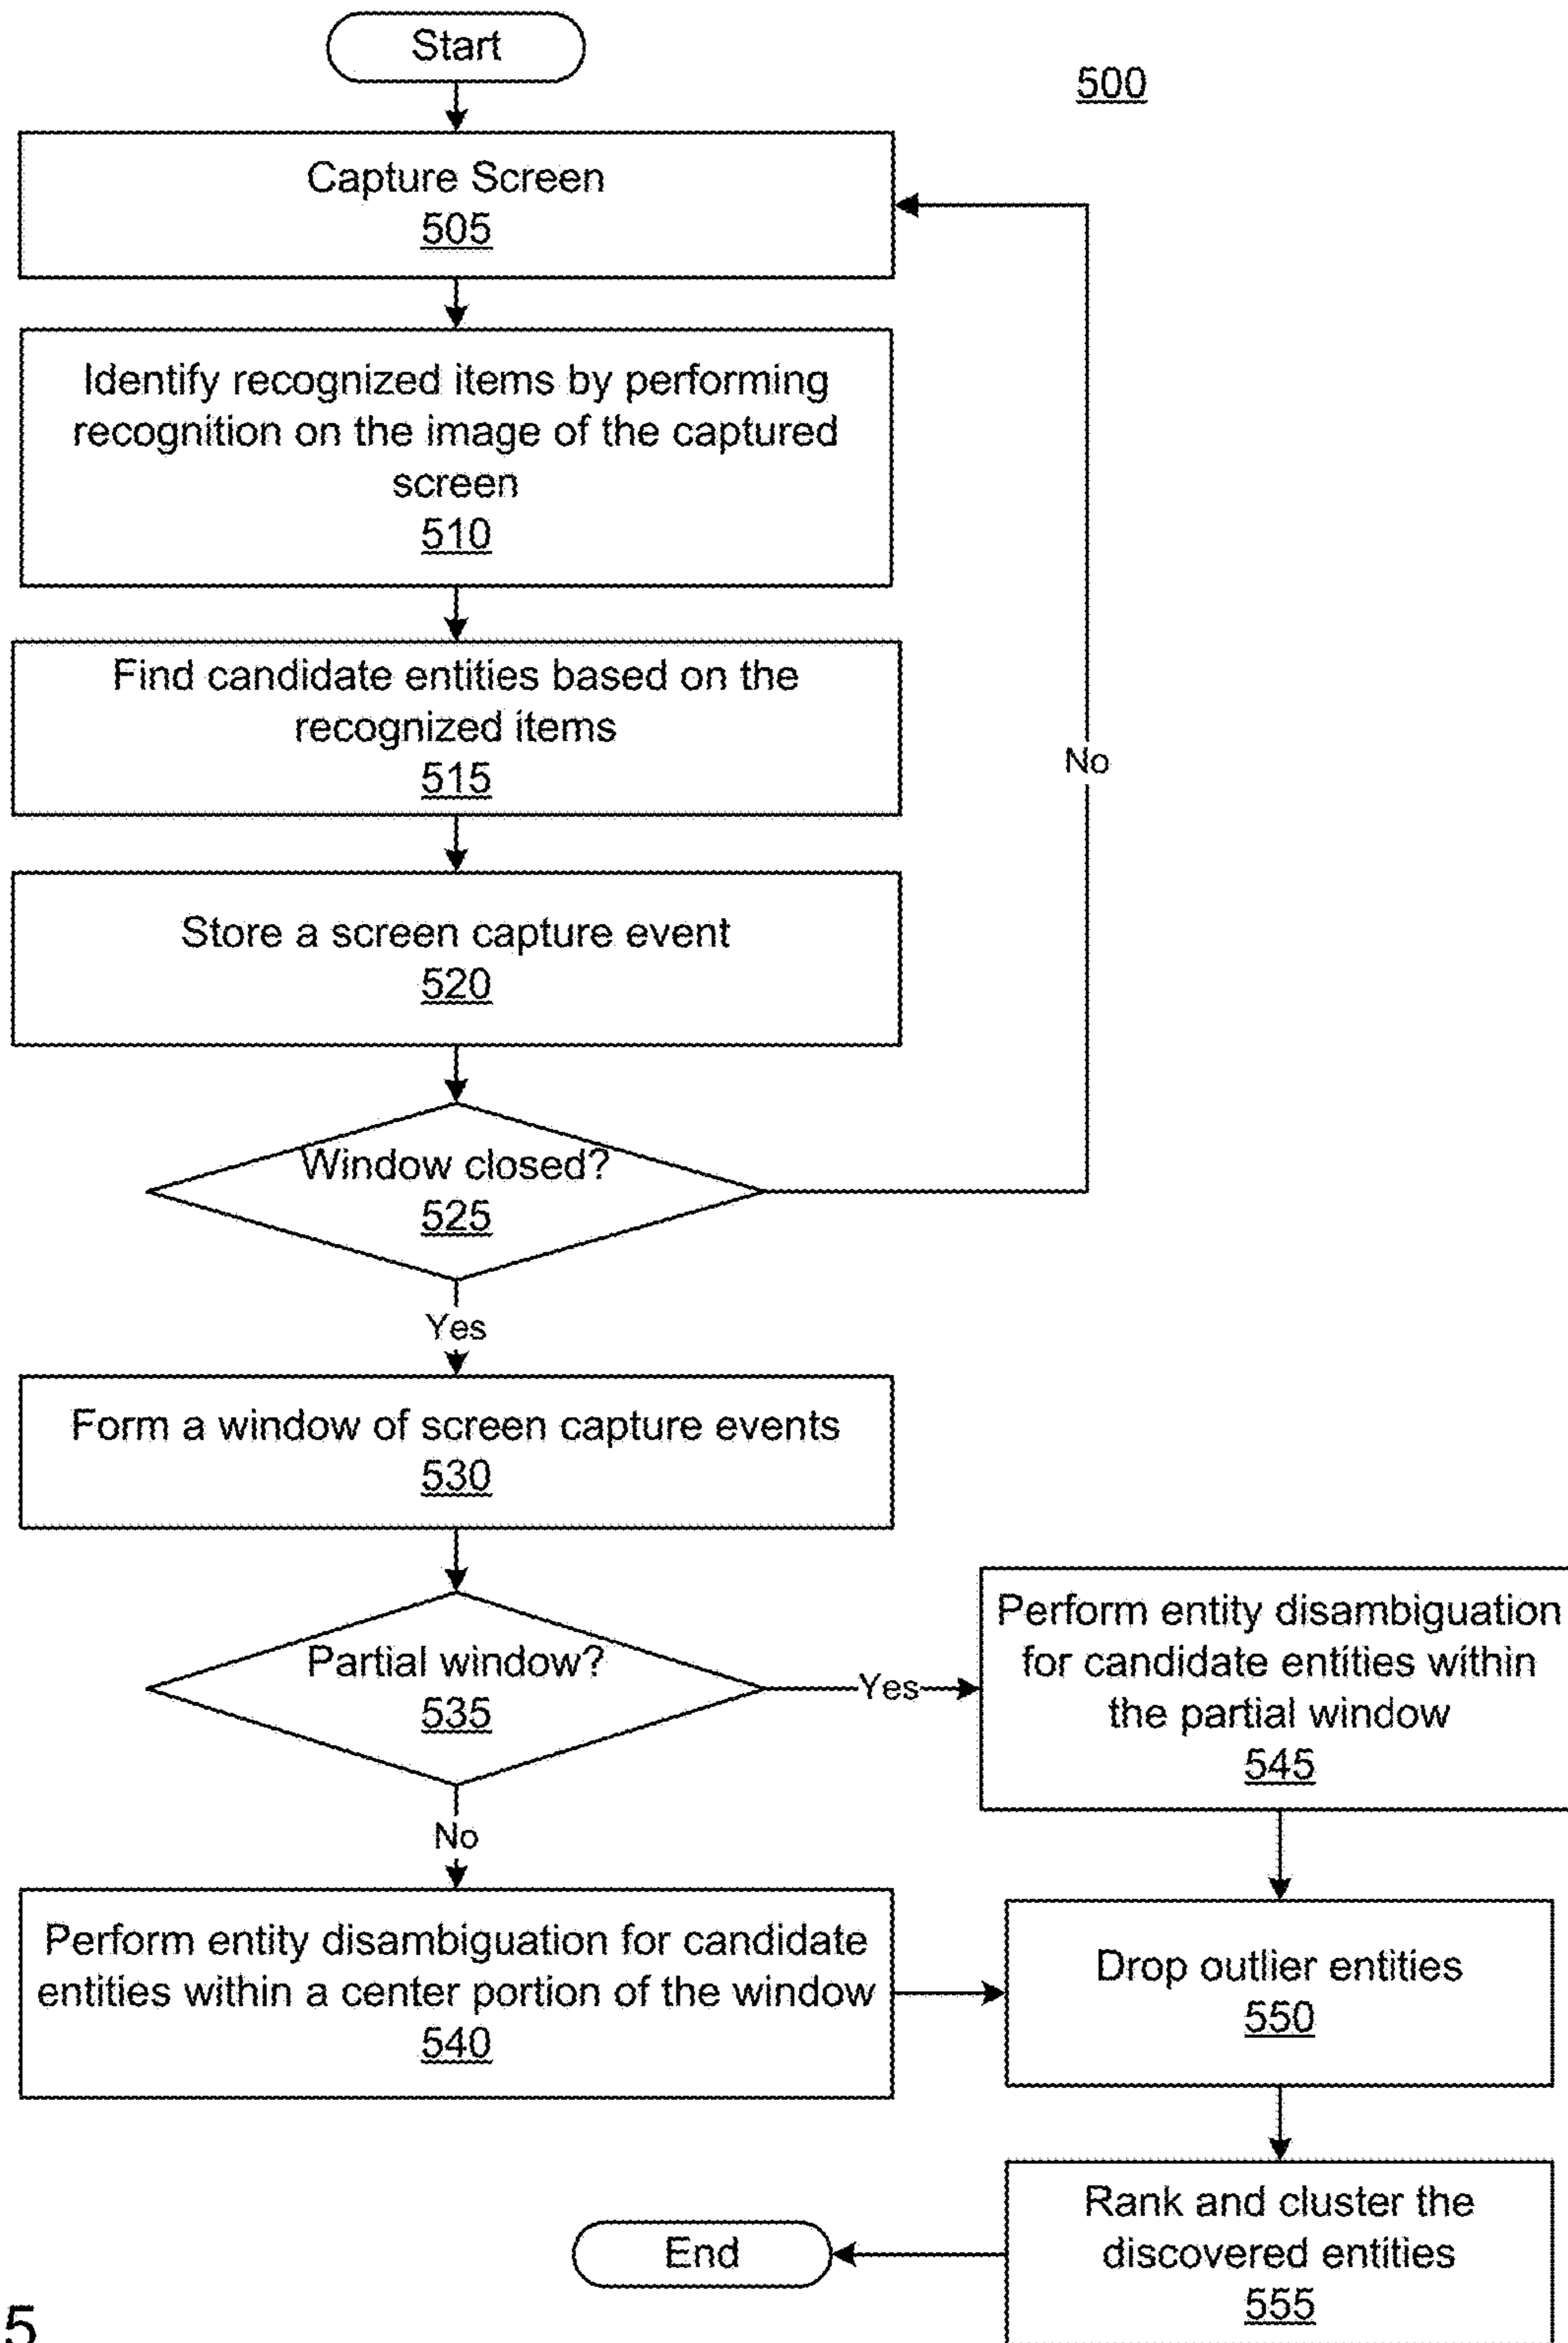 Start
500
Capture Screen
505
Identify recognized items by performing
recognition on the image of the captured
screen
510
Find candidate entities based on the
recognized items
515
No
Store a screen capture event
520
Window closed?
525
Yes
Form a window of screen capture events
530
Partial window?
535
Yes
Perform entity disambiguation
for candidate entities within
the partial window
545
No
Perform entity disambiguation for candidate
entities within a center portion of the window
540
Drop outlier entities
550
Rank and cluster the
discovered entities
555
End
5